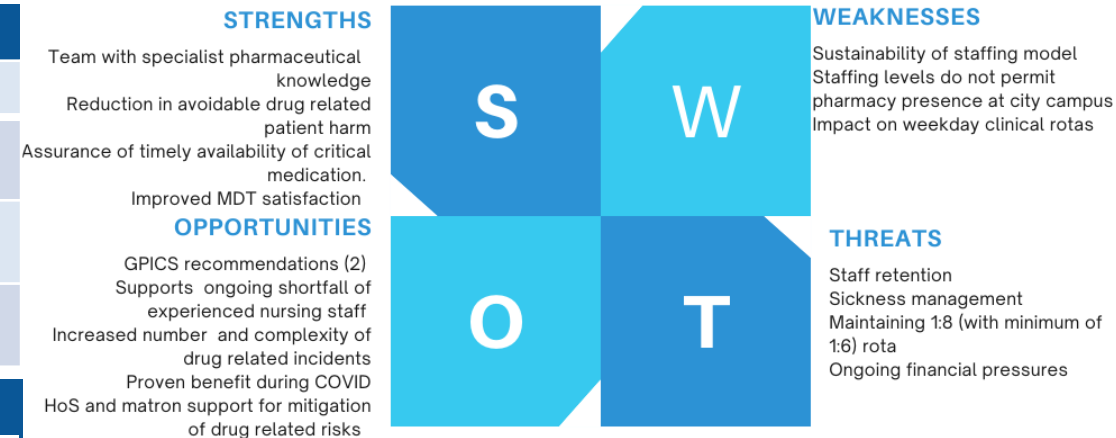 STRENGTHS
Team with specialist pharmaceutical
knowledge
Reduction in avoidable drug related
patient harm
Assurance of timely availability of critical
medication.
Improved MDT satisfaction
S
W
WEAKNESSES
Sustainability of staffing model
Staffing levels do not permit
pharmacy presence at city campus
Impact on weekday clinical rotas
OPPORTUNITIES
GPICS recommendations (2)
Supports ongoing shortfall of
experienced nursing staff
Increased number and complexity of
drug related incidents
Proven benefit during COVID
HoS and matron support for mitigation
of drug related risks
O
T
THREATS
Staff retention
Sickness management
Maintaining 1:8 (with minimum of
1:6) rota
Ongoing financial pressures